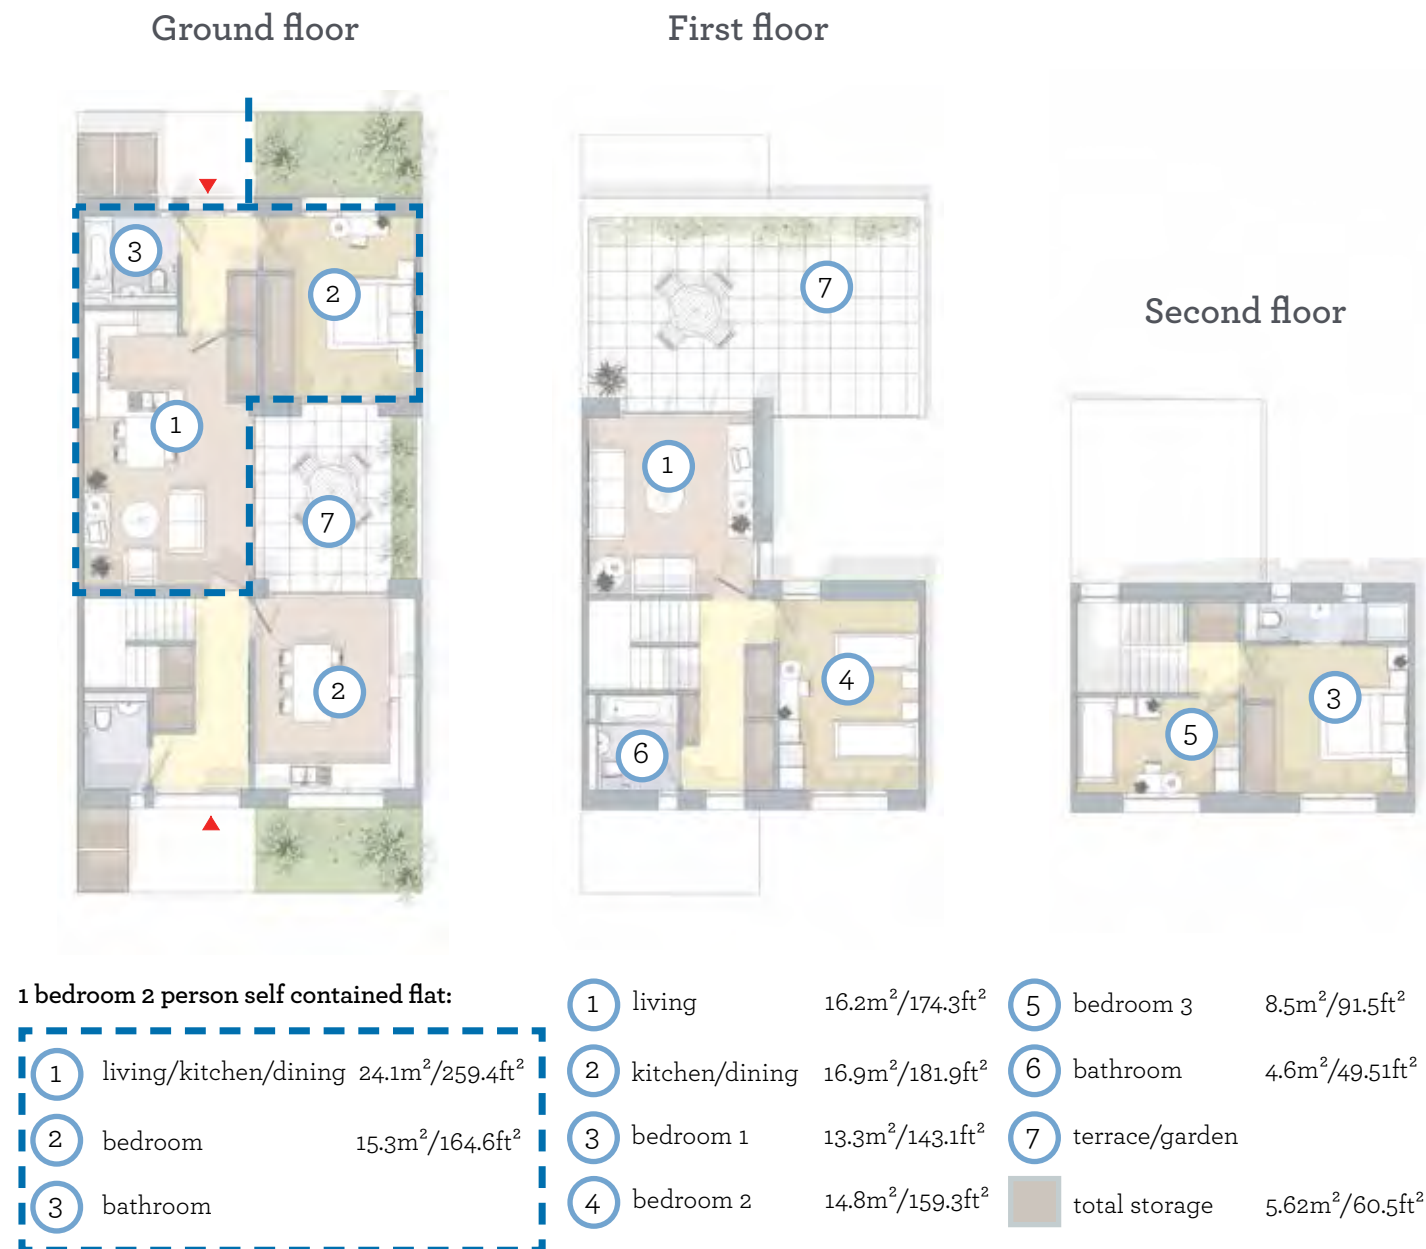 Ground floor
First floor
Second floor
3
2
1
7
2
7
1
4
6
3
5
1 bedroom 2 person self contained flat:
1 living/kitchen/dining 24.1m²/259.4ft²
2 bedroom 15.3m²/164.6ft²
3 bathroom
1 living 16.2m²/174.3ft²
2 kitchen/dining 16.9m²/181.9ft²
3 bedroom 1 13.3m²/143.1ft²
4 bedroom 2 14.8m²/159.3ft²
5 bedroom 3 8.5m²/91.5ft²
6 bathroom 4.6m²/49.51ft²
7 terrace/garden
total storage 5.62m²/60.5ft²